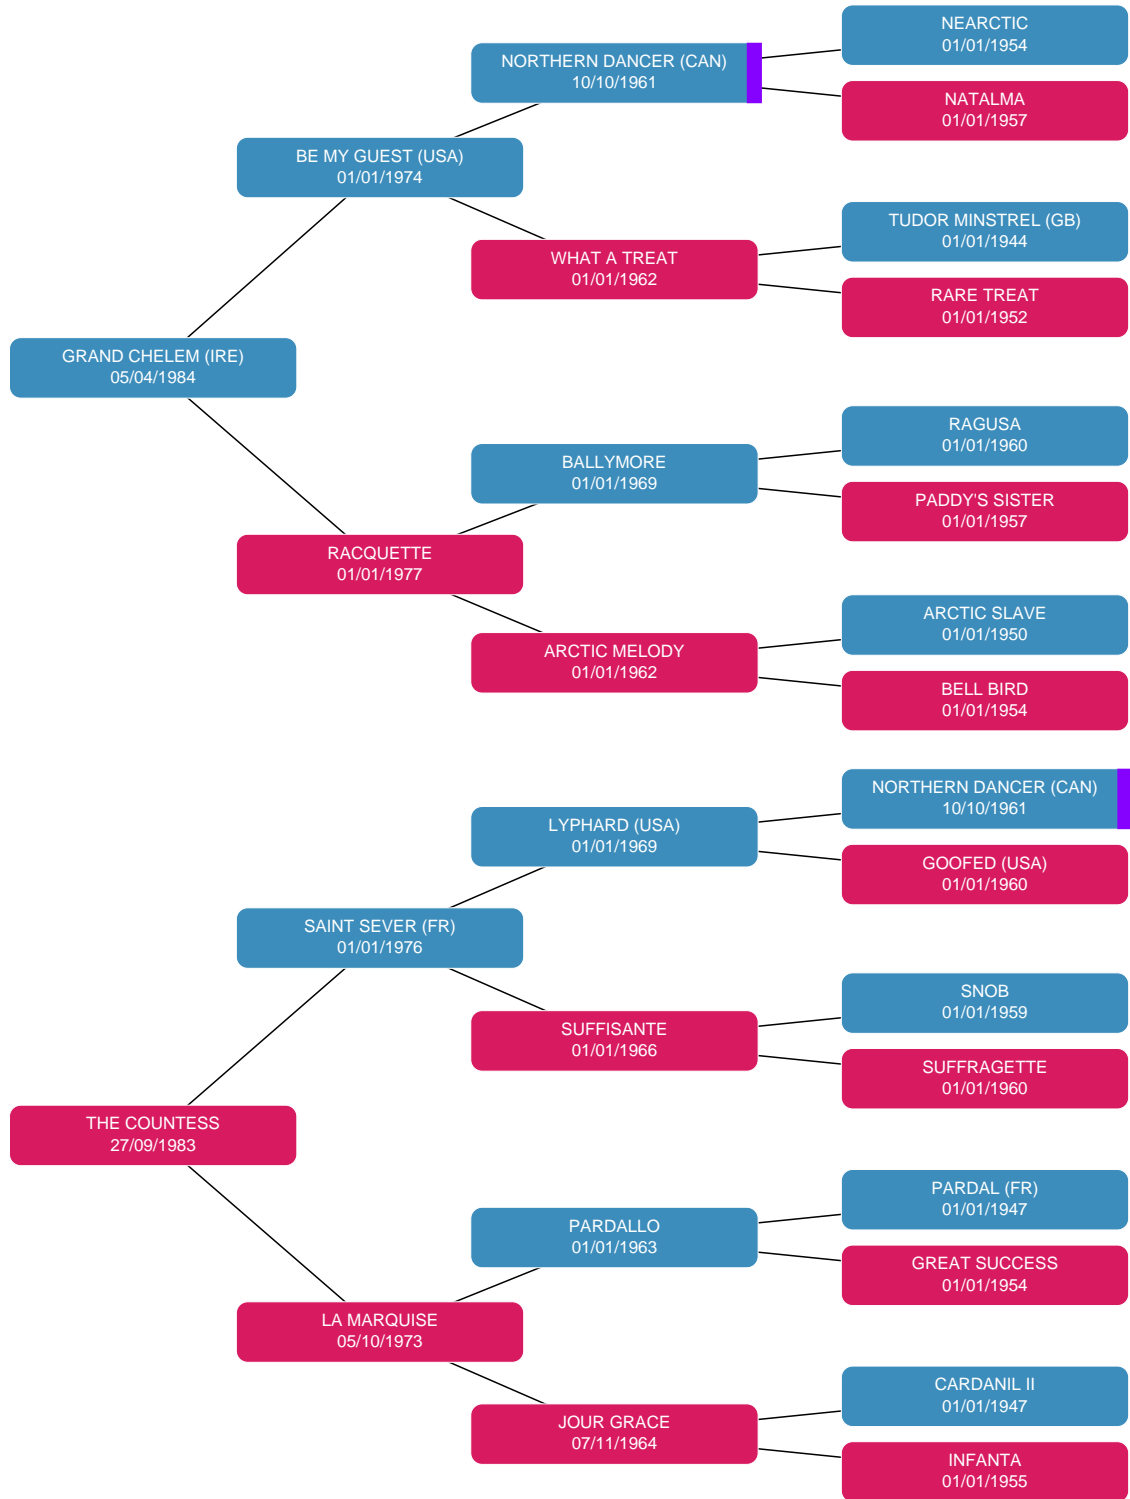 NEARCTIC
01/01/1954
NORTHERN DANCER (CAN)
10/10/1961
NATALMA
01/01/1957
BE MY GUEST (USA)
01/01/1974
TUDOR MINSTREL (GB)
01/01/1944
WHAT A TREAT
01/01/1962
RARE TREAT
01/01/1952
GRAND CHELEM (IRE)
05/04/1984
RAGUSA
01/01/1960
BALLYMORE
01/01/1969
PADDY'S SISTER
01/01/1957
RACQUETTE
01/01/1977
ARCTIC SLAVE
01/01/1950
ARCTIC MELODY
01/01/1962
BELL BIRD
01/01/1954
NORTHERN DANCER (CAN)
10/10/1961
LYPHARD (USA)
01/01/1969
GOOFED (USA)
01/01/1960
SAINT SEVER (FR)
01/01/1976
SNOB
01/01/1959
SUFFISANTE
01/01/1966
SUFFRAGETTE
01/01/1960
THE COUNTESS
27/09/1983
PARDAL (FR)
01/01/1947
PARDALLO
01/01/1963
GREAT SUCCESS
01/01/1954
LA MARQUISE
05/10/1973
CARDANIL II
01/01/1947
JOUR GRACE
07/11/1964
INFANTA
01/01/1955